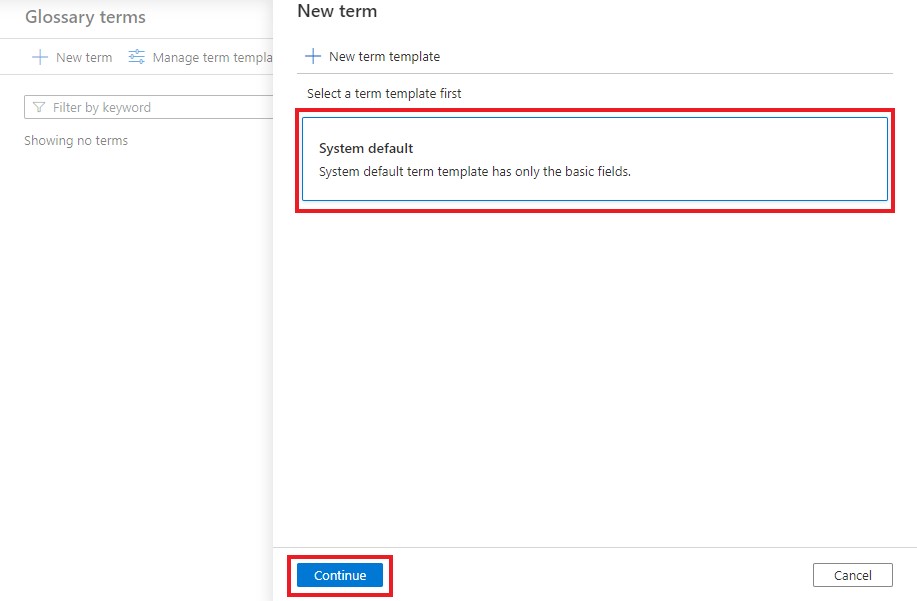 Glossary terms
New term
Manage term templa
Filter by keyword
Showing no terms
New term
New term template
Select a term template first
System default
System default term template has only the basic fields.
Continue
Cancel